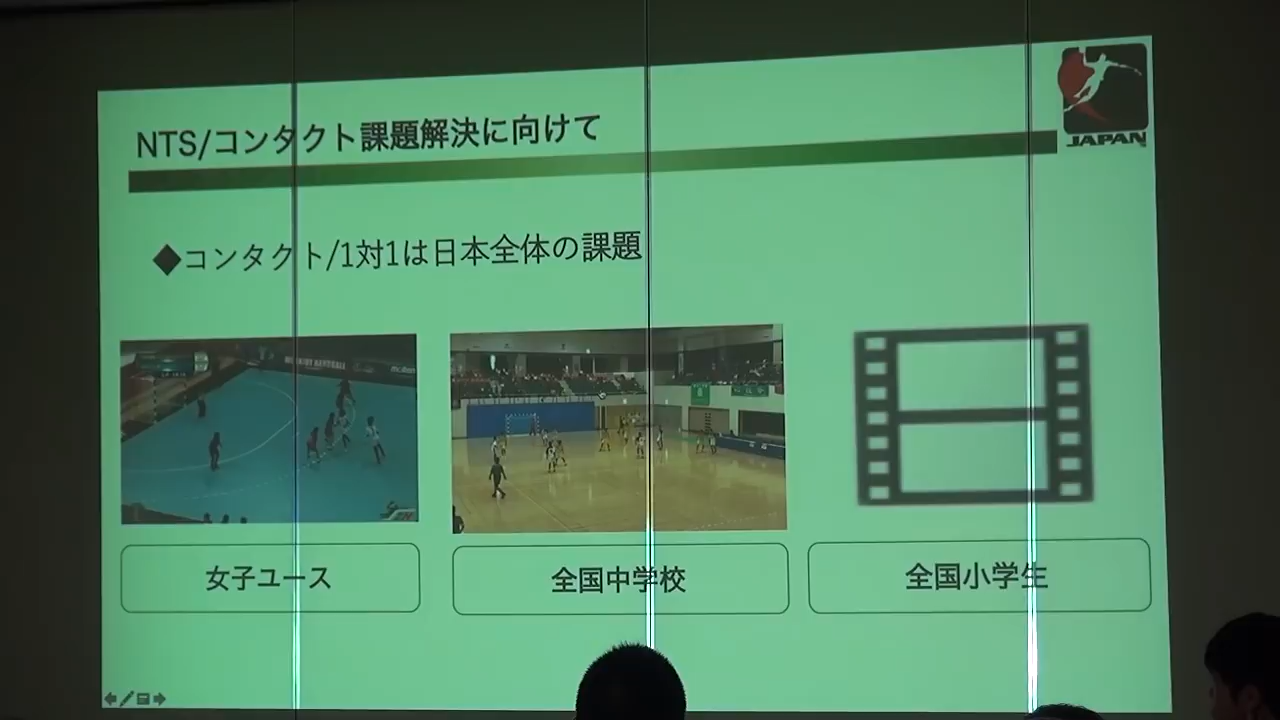 NTS/コンタクト課題解決に向けて
JAPAN
◆コンタクト/1対1は日本全体の課題
女子ユース
全国中学校
全国小学生